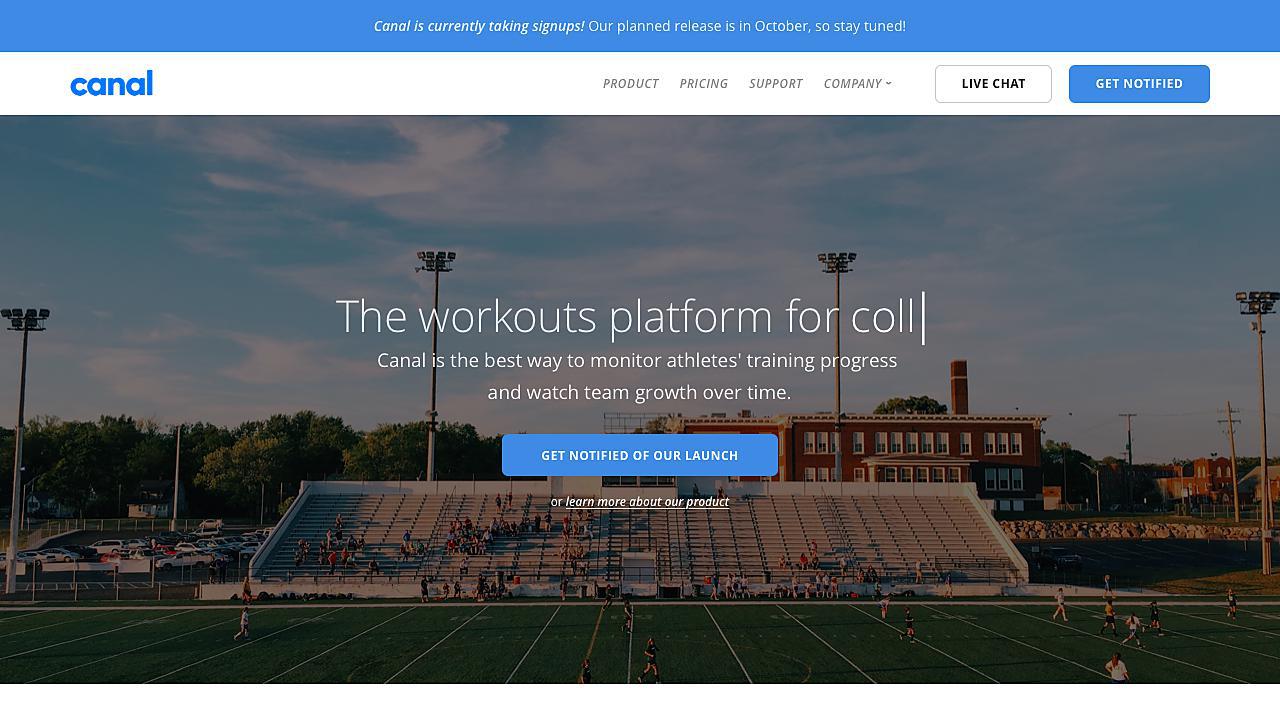 Canal is currently taking signups! Our planned release is in October, so stay tuned!
canal
PRODUCT PRICING SUPPORT COMPANY LIVE CHAT GET NOTIFIED
The workouts platform for coll
Canal is the best way to monitor athletes' training progress
and watch team growth over time.
GET NOTIFIED OF OUR LAUNCH
or learn more about our product